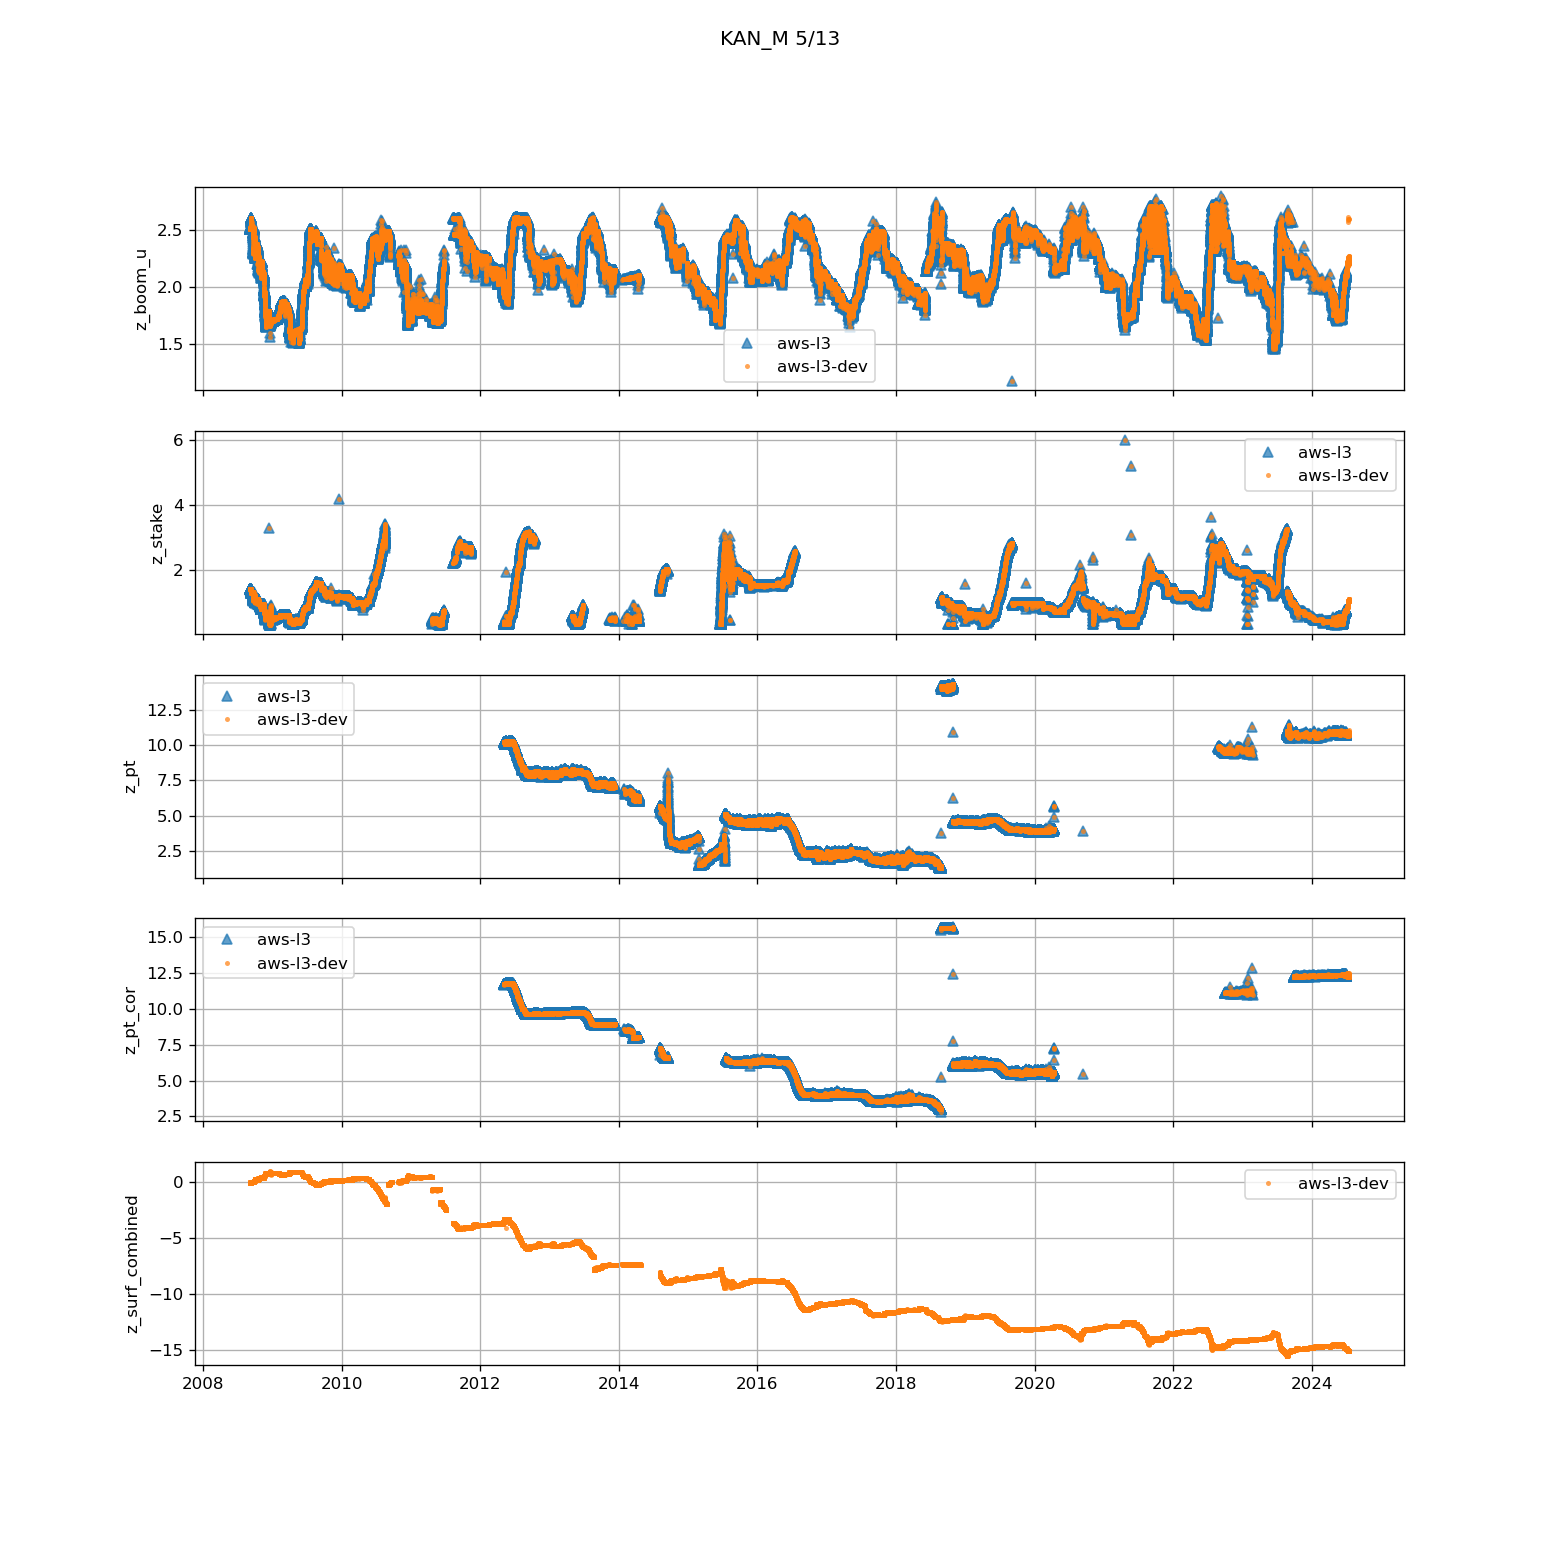 KAN_M 5/13
z_boom_u
2.5
2.0
1.5
aws-l3
aws-l3-dev
z_stake
6
4
2
aws-l3
aws-l3-dev
z_pt
12.5
10.0
7.5
5.0
2.5
aws-l3
aws-l3-dev
z_pt_cor
15.0
12.5
10.0
7.5
5.0
2.5
aws-l3
aws-l3-dev
z_surf_combined
0
−5
−10
−15
aws-l3-dev
2008 2010 2012 2014 2016 2018 2020 2022 2024